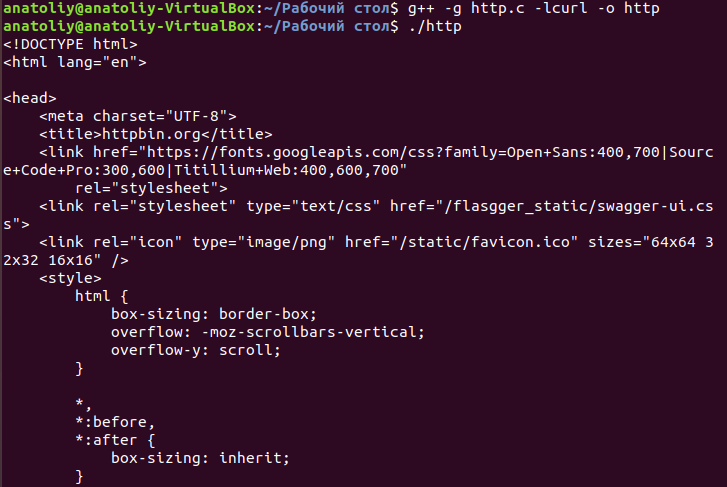 anatoliy@anatoliy-VirtualBox:~/Рабочий стол$ g++ -g http.c -lcurl -o http
anatoliy@anatoliy-VirtualBox:~/Рабочий стол$ ./http
<!DOCTYPE html>
<html lang="en">

<head>
    <meta charset="UTF-8">
    <title>httpbin.org</title>
    <link href="https://fonts.googleapis.com/css?family=Open+Sans:400,700|Sourc
e+Code+Pro:300,600|Titillium+Web:400,600,700"
        rel="stylesheet">
    <link rel="stylesheet" type="text/css" href="/flasgger_static/swagger-ui.cs
s">
    <link rel="icon" type="image/png" href="/static/favicon.ico" sizes="64x64 3
2x32 16x16" />
    <style>
        html {
            box-sizing: border-box;
            overflow: -moz-scrollbars-vertical;
            overflow-y: scroll;
        }

        *,
        *:before,
        *:after {
            box-sizing: inherit;
        }